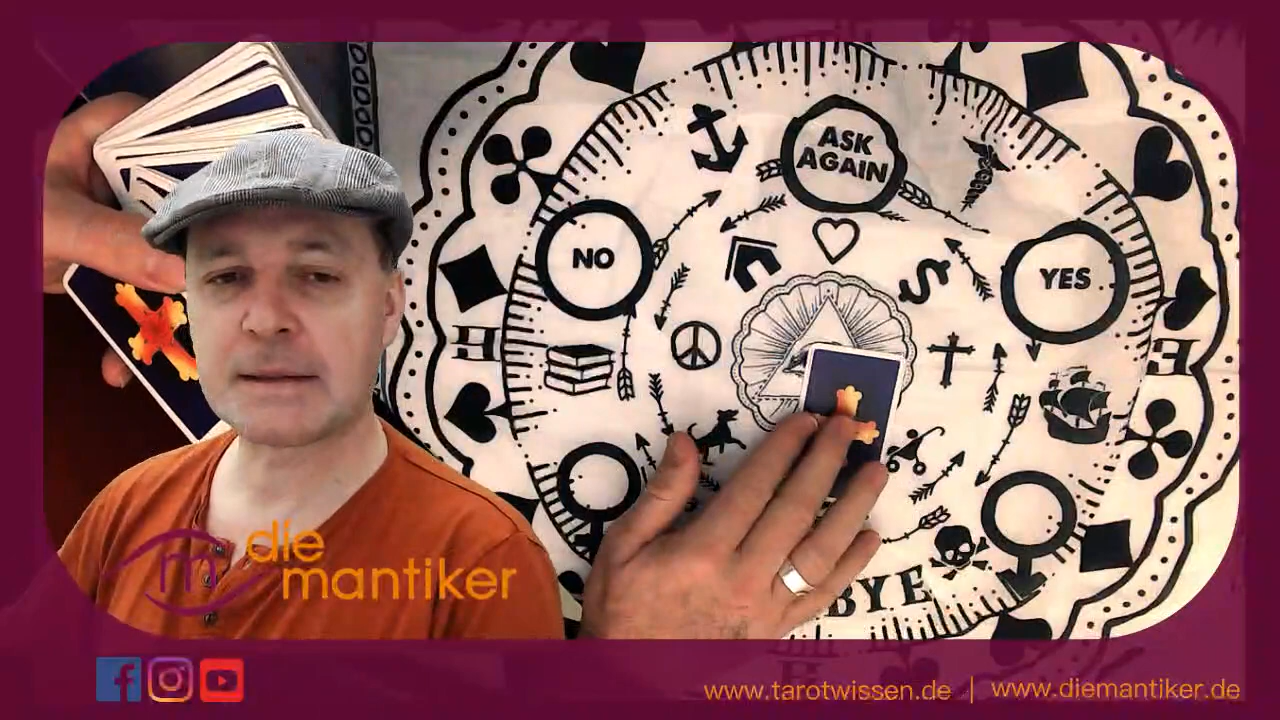 ASK
AGAIN
NO
YES
BYE
die
mantiker
www.tarotwissen.de | www.diemantiker.de